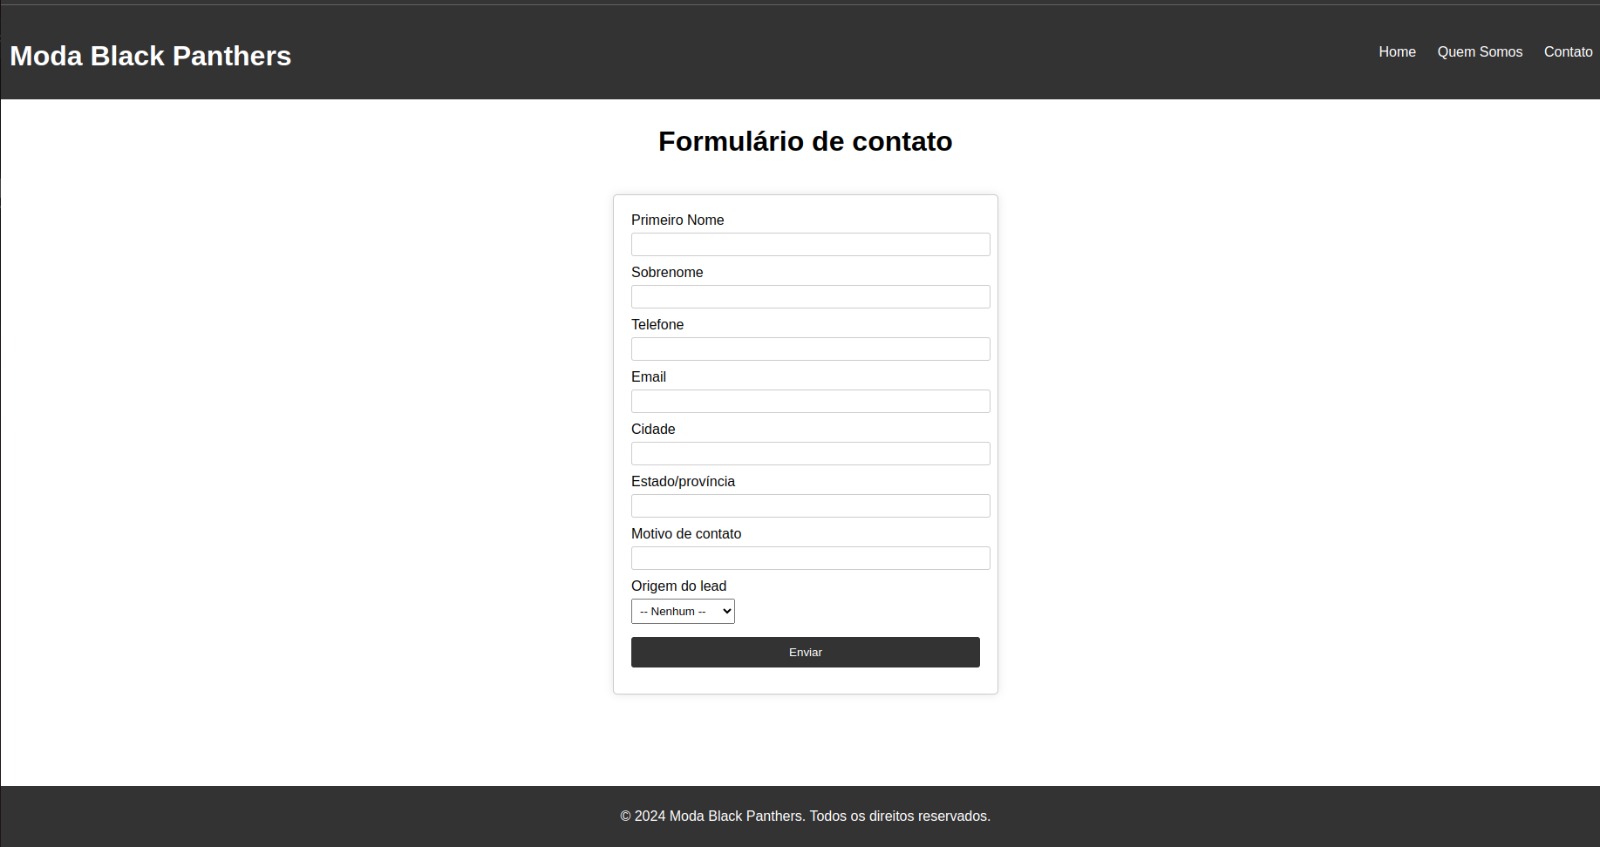 Moda Black Panthers
Home Quem Somos Contato
Formulário de contato
Primeiro Nome
Sobrenome
Telefone
Email
Cidade
Estado/província
Motivo de contato
Origem do lead
-- Nenhum --
Enviar
© 2024 Moda Black Panthers. Todos os direitos reservados.